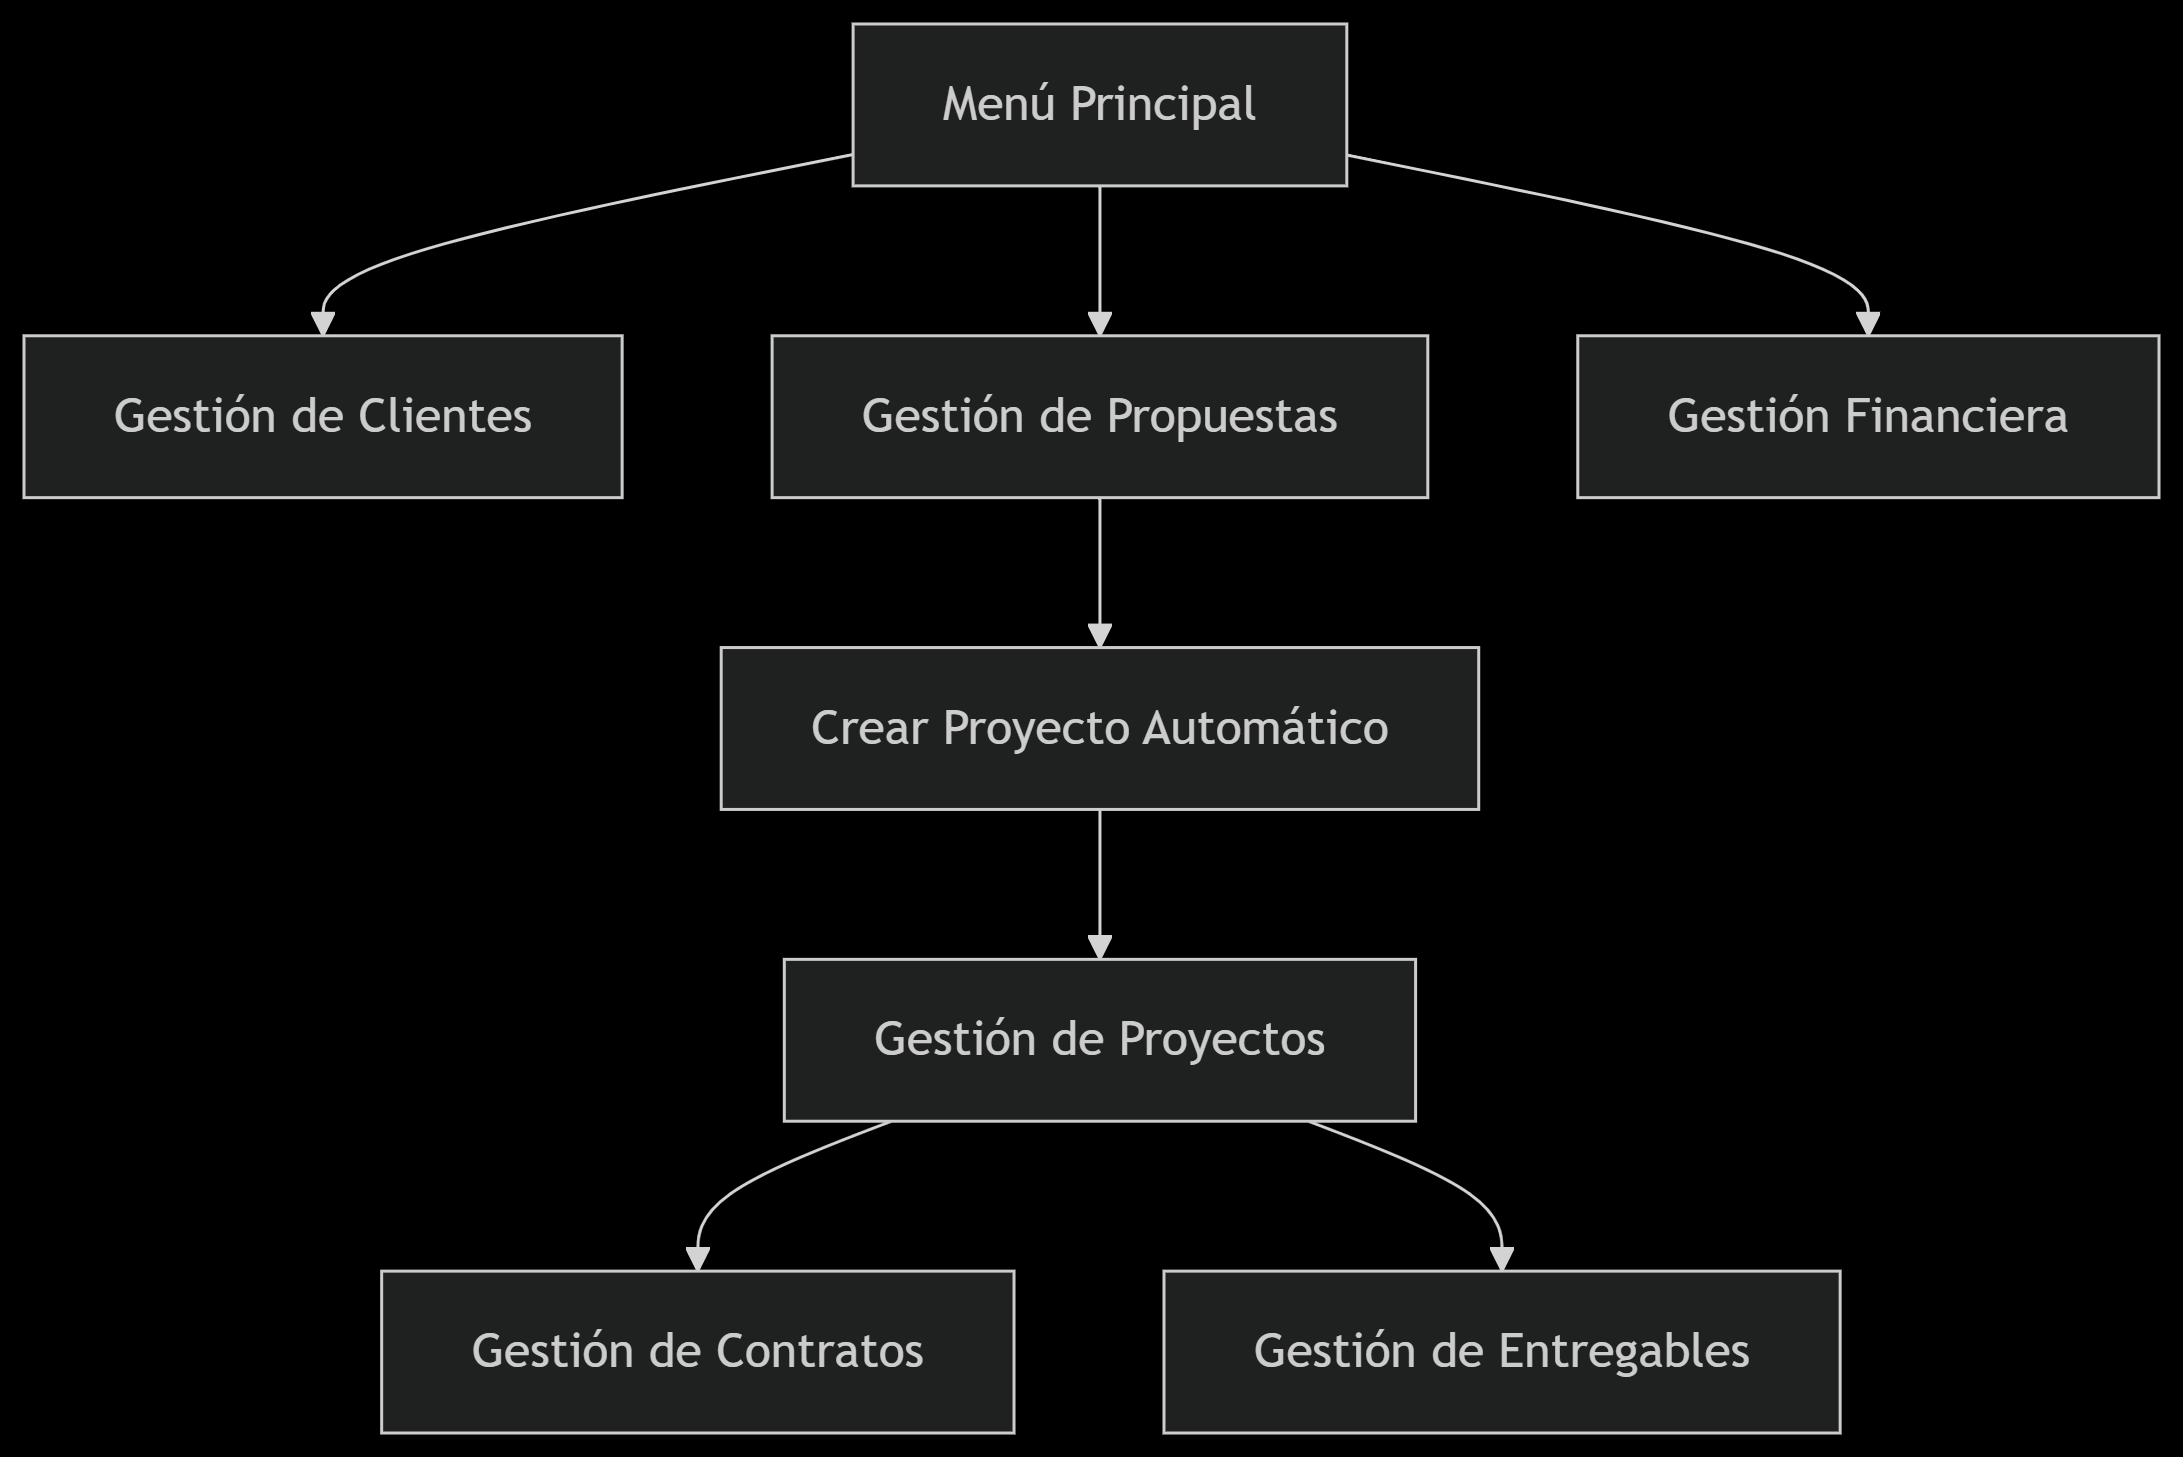 Menú Principal
Gestión de Clientes
Gestión de Propuestas
Gestión Financiera
Crear Proyecto Automático
Gestión de Proyectos
Gestión de Contratos
Gestión de Entregables